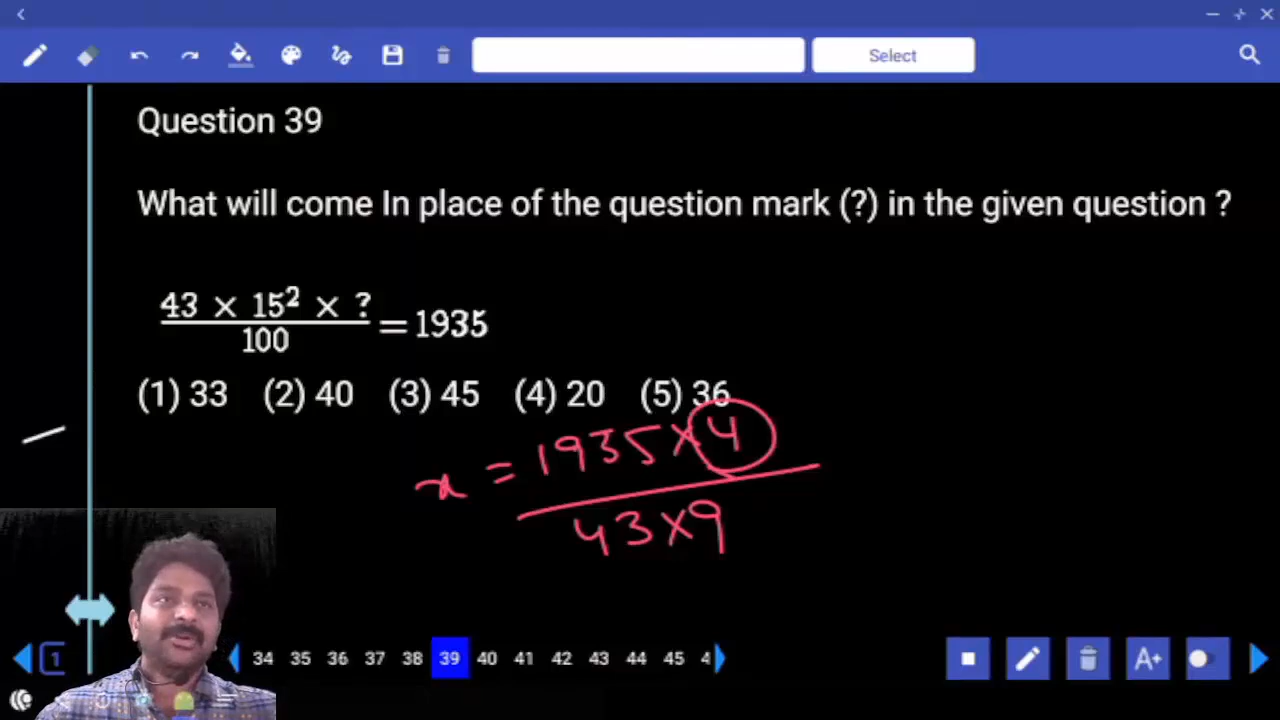 Select
Question 39
What will come In place of the question mark (?) in the given question ?
43 × 15² × ?
100
= 1935
(1) 33 (2) 40 (3) 45 (4) 20 (5) 36
x = 1935 × 4
43 × 9
1 34 35 36 37 38 39 40 41 42 43 44 45 4 A+